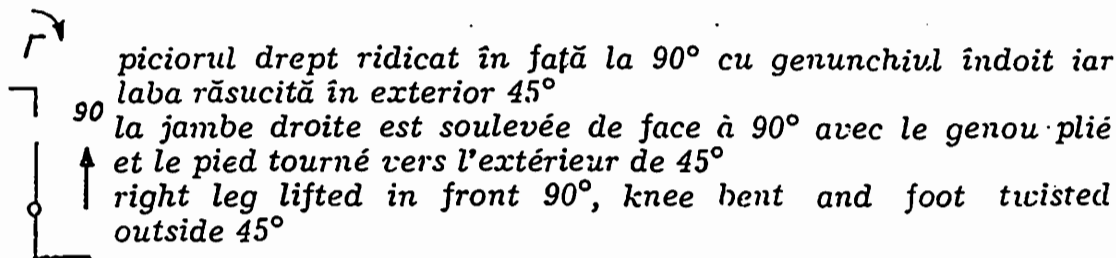 90
piciorul drept ridicat în față la 90° cu genunchiul îndoit iar
laba răsucită în exterior 45°
la jambe droite est soulevée de face à 90° avec le genou plié
et le pied tourné vers l'extérieur de 45°
right leg lifted in front 90°, knee bent and foot twisted
outside 45°